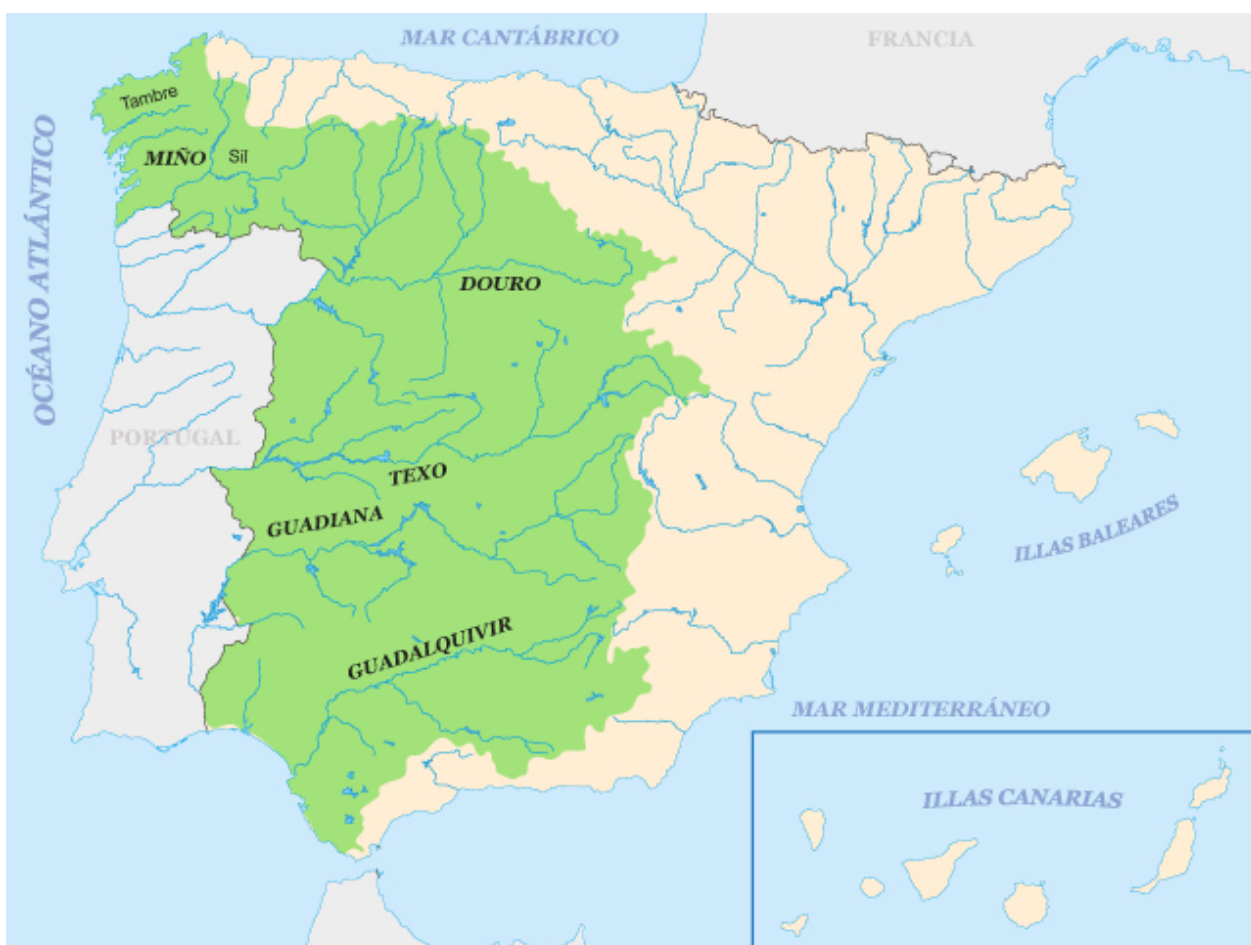 MAR CANTÁBRICO
FRANCIA
Tambre
MIÑO
Sil
OCÉANO ATLÁNTICO
DOURO
PORTUGAL
TEXO
GUADIANA
ILLAS BALEARES
GUADALQUIVIR
MAR MEDITERRÁNEO
ILLAS CANARIAS